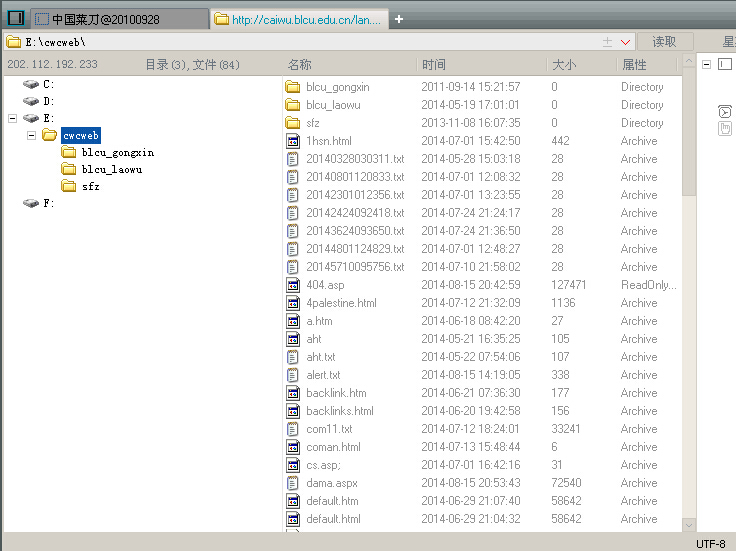 中国菜刀@20100928 http://caiwu.blcu.edu.cn/lan....
E:\cwcweb\ 读取
202.112.192.233 目录(3),文件(84) 名称 时间 大小 属性
C:
D:
E:
cwcweb
blcu_gongxin
blcu_laowu
sfz
F:
blcu_gongxin 2011-09-14 15:21:57 0 Directory
blcu_laowu 2014-05-19 17:01:01 0 Directory
sfz 2013-11-08 16:07:35 0 Directory
1hsn.html 2014-07-01 15:42:50 442 Archive
20140328030311.txt 2014-05-28 15:03:18 28 Archive
20140801120833.txt 2014-07-01 12:08:32 28 Archive
20142301012356.txt 2014-07-01 13:23:55 28 Archive
20142424092418.txt 2014-07-24 21:24:17 28 Archive
20143624093650.txt 2014-07-24 21:36:50 28 Archive
20144801124829.txt 2014-07-01 12:48:27 28 Archive
20145710095756.txt 2014-07-10 21:58:02 28 Archive
404.asp 2014-08-15 20:42:59 127471 ReadOnly...
4palestine.html 2014-07-12 21:32:09 1136 Archive
a.htm 2014-06-18 08:42:20 27 Archive
aht 2014-05-21 16:35:25 105 Archive
aht.txt 2014-05-22 07:54:06 107 Archive
alert.txt 2014-08-15 14:19:05 338 Archive
backlink.htm 2014-06-21 07:36:30 177 Archive
backlinks.html 2014-06-20 19:42:58 156 Archive
com11.txt 2014-07-12 18:24:01 33241 Archive
coman.html 2014-07-13 15:48:44 6 Archive
cs.asp; 2014-07-01 16:42:16 31 Archive
dama.aspx 2014-08-15 20:53:43 72540 Archive
default.htm 2014-06-29 21:07:40 58642 Archive
default.html 2014-06-29 21:04:32 58642 Archive
UTF-8